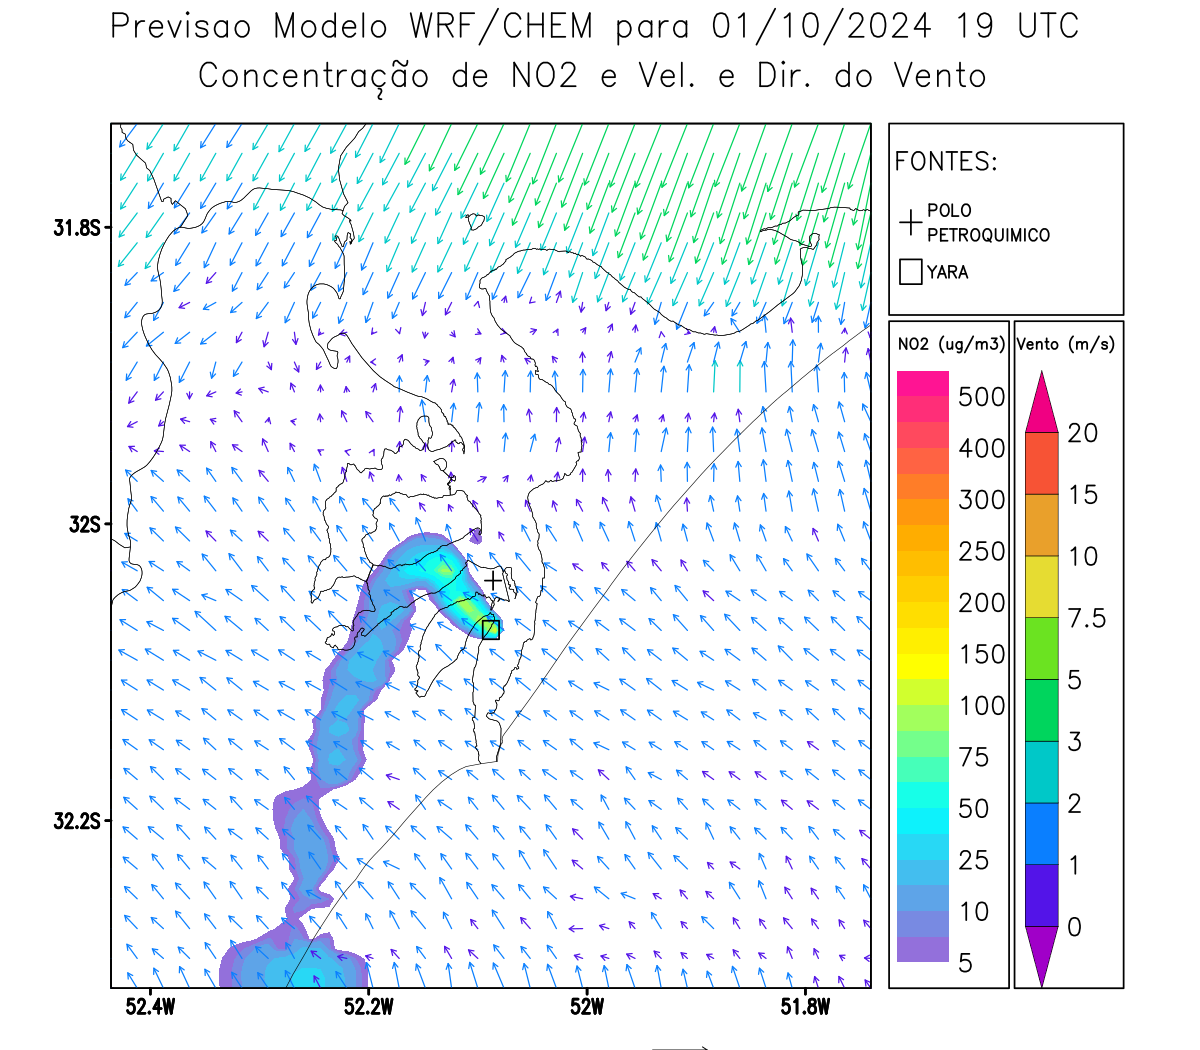 Previsao Modelo WRF/CHEM para 01/10/2024 19 UTC
Concentração de NO2 e Vel. e Dir. do Vento
FONTES:
POLO
PETROQUIMICO
YARA
NO2 (ug/m3)
500
400
300
250
200
150
100
75
50
25
10
5
Vento (m/s)
20
15
10
7.5
5
3
2
1
0
31.8S
32S
32.2S
52.4W
52.2W
52W
51.8W